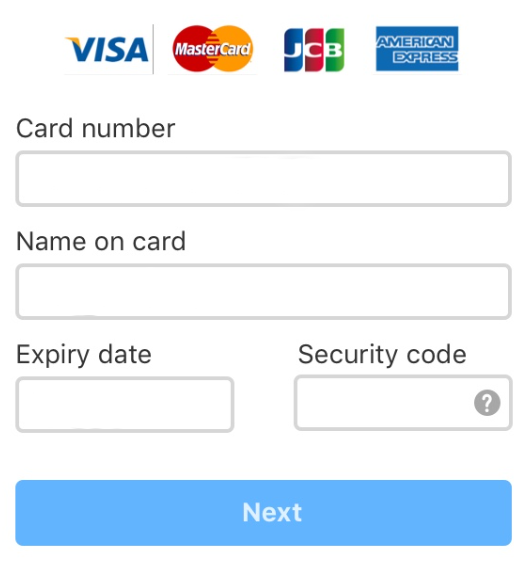 VISA MasterCard JCB AMERICAN EXPRESS
Card number
Name on card
Expiry date Security code
?
Next